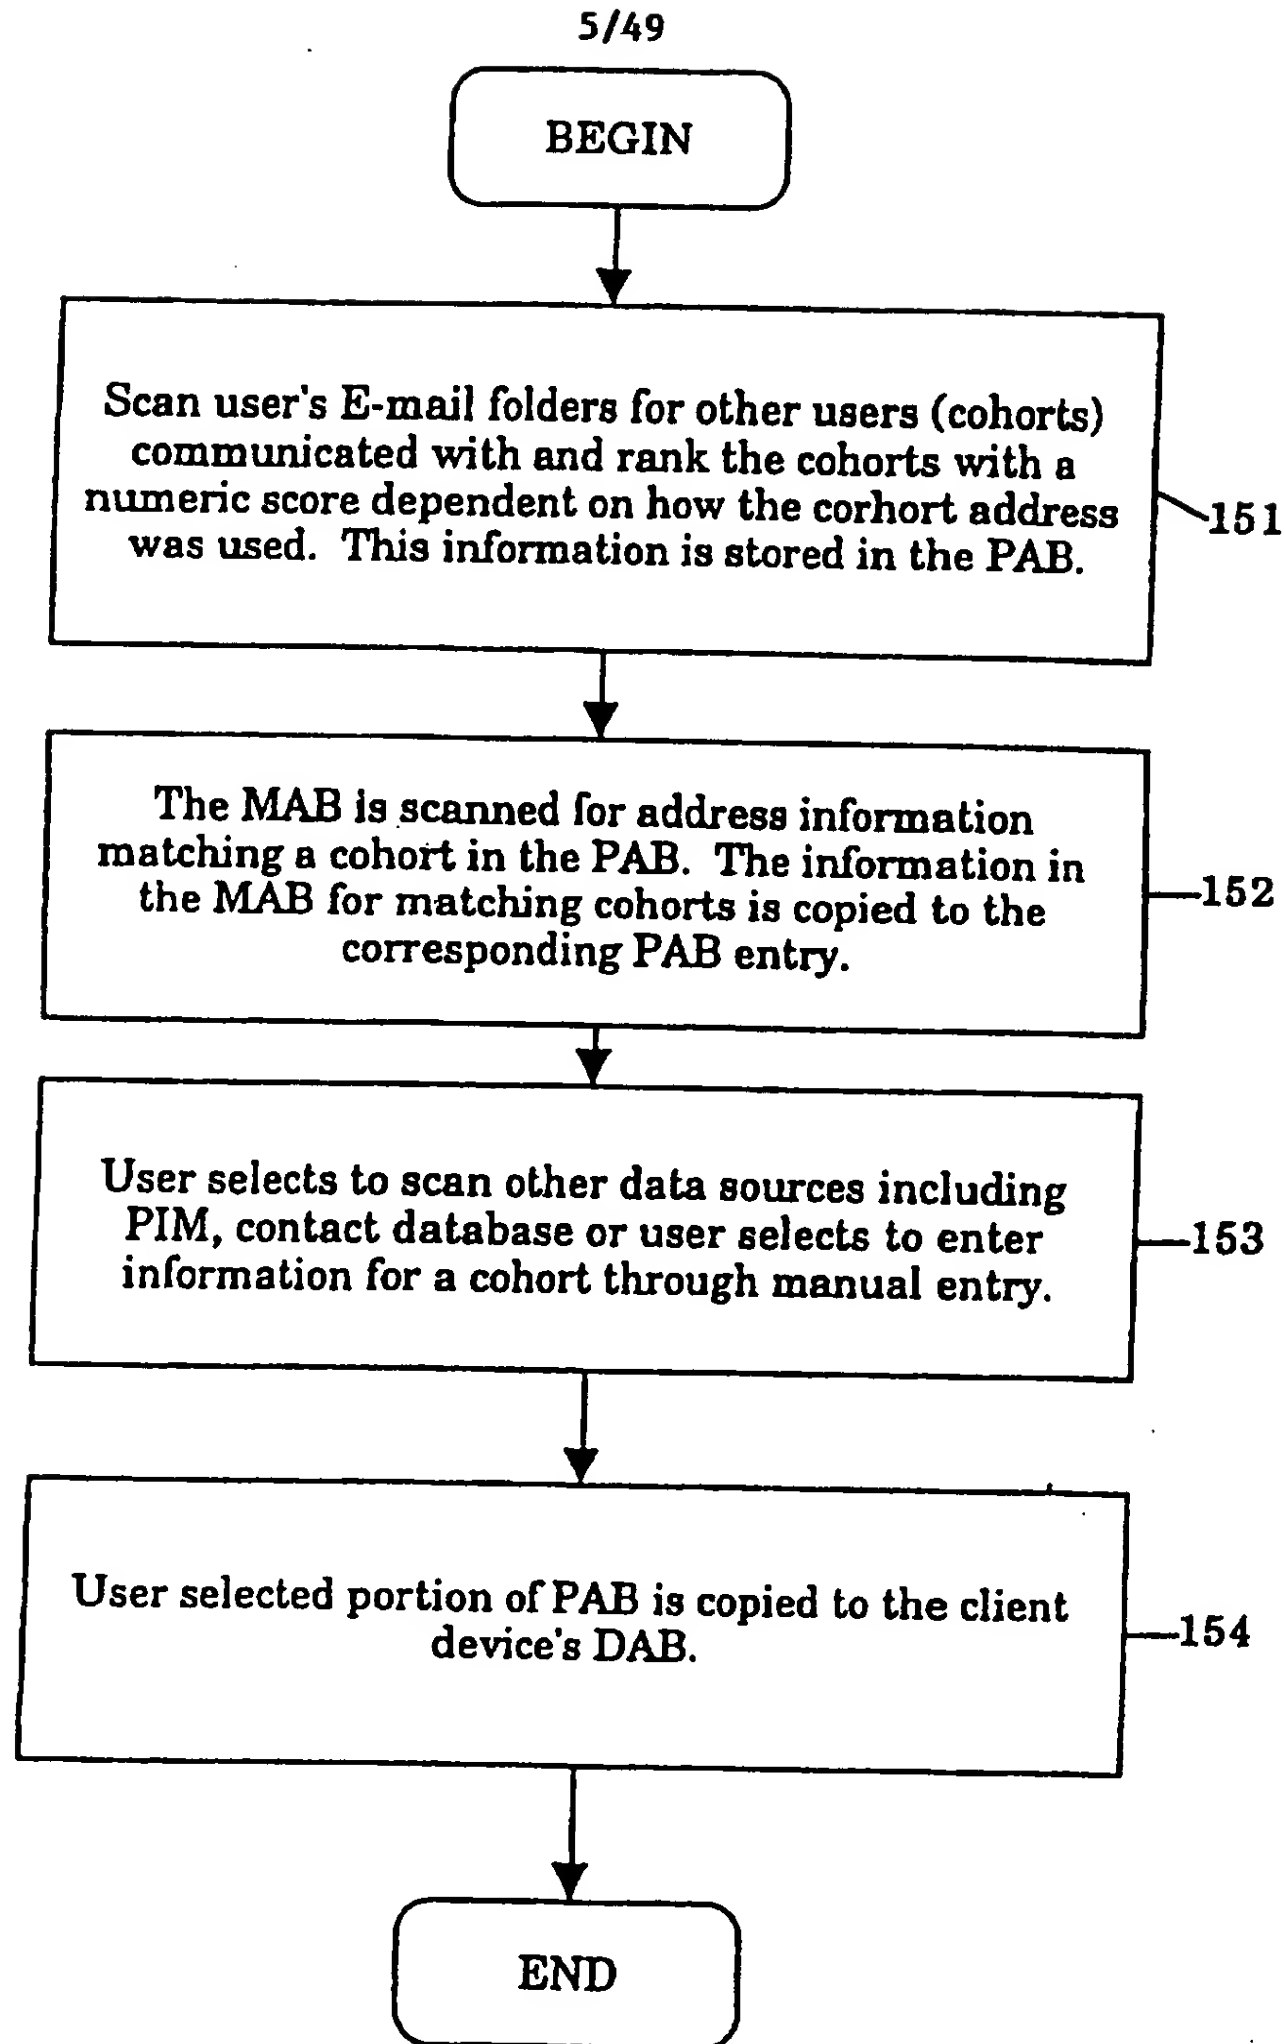 5/49
BEGIN
Scan user's E-mail folders for other users (cohorts)
communicated with and rank the cohorts with a
numeric score dependent on how the corhort address
was used. This information is stored in the PAB.
151
The MAB is scanned for address information
matching a cohort in the PAB. The information in
the MAB for matching cohorts is copied to the
corresponding PAB entry.
152
User selects to scan other data sources including
PIM, contact database or user selects to enter
information for a cohort through manual entry.
153
User selected portion of PAB is copied to the client
device's DAB.
154
END